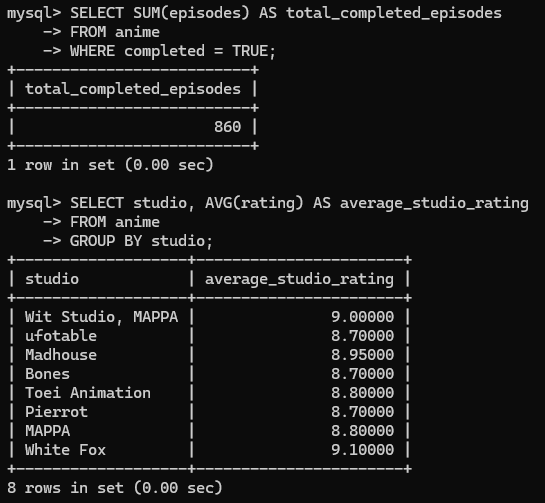 mysql> SELECT SUM(episodes) AS total_completed_episodes
    -> FROM anime
    -> WHERE completed = TRUE;
+--------------------------+
| total_completed_episodes |
+--------------------------+
|                      860 |
+--------------------------+
1 row in set (0.00 sec)

mysql> SELECT studio, AVG(rating) AS average_studio_rating
    -> FROM anime
    -> GROUP BY studio;
+-------------------+-----------------------+
| studio            | average_studio_rating |
+-------------------+-----------------------+
| Wit Studio, MAPPA |               9.00000 |
| ufotable          |               8.70000 |
| Madhouse          |               8.95000 |
| Bones             |               8.70000 |
| Toei Animation    |               8.80000 |
| Pierrot           |               8.70000 |
| MAPPA             |               8.80000 |
| White Fox         |               9.10000 |
+-------------------+-----------------------+
8 rows in set (0.00 sec)